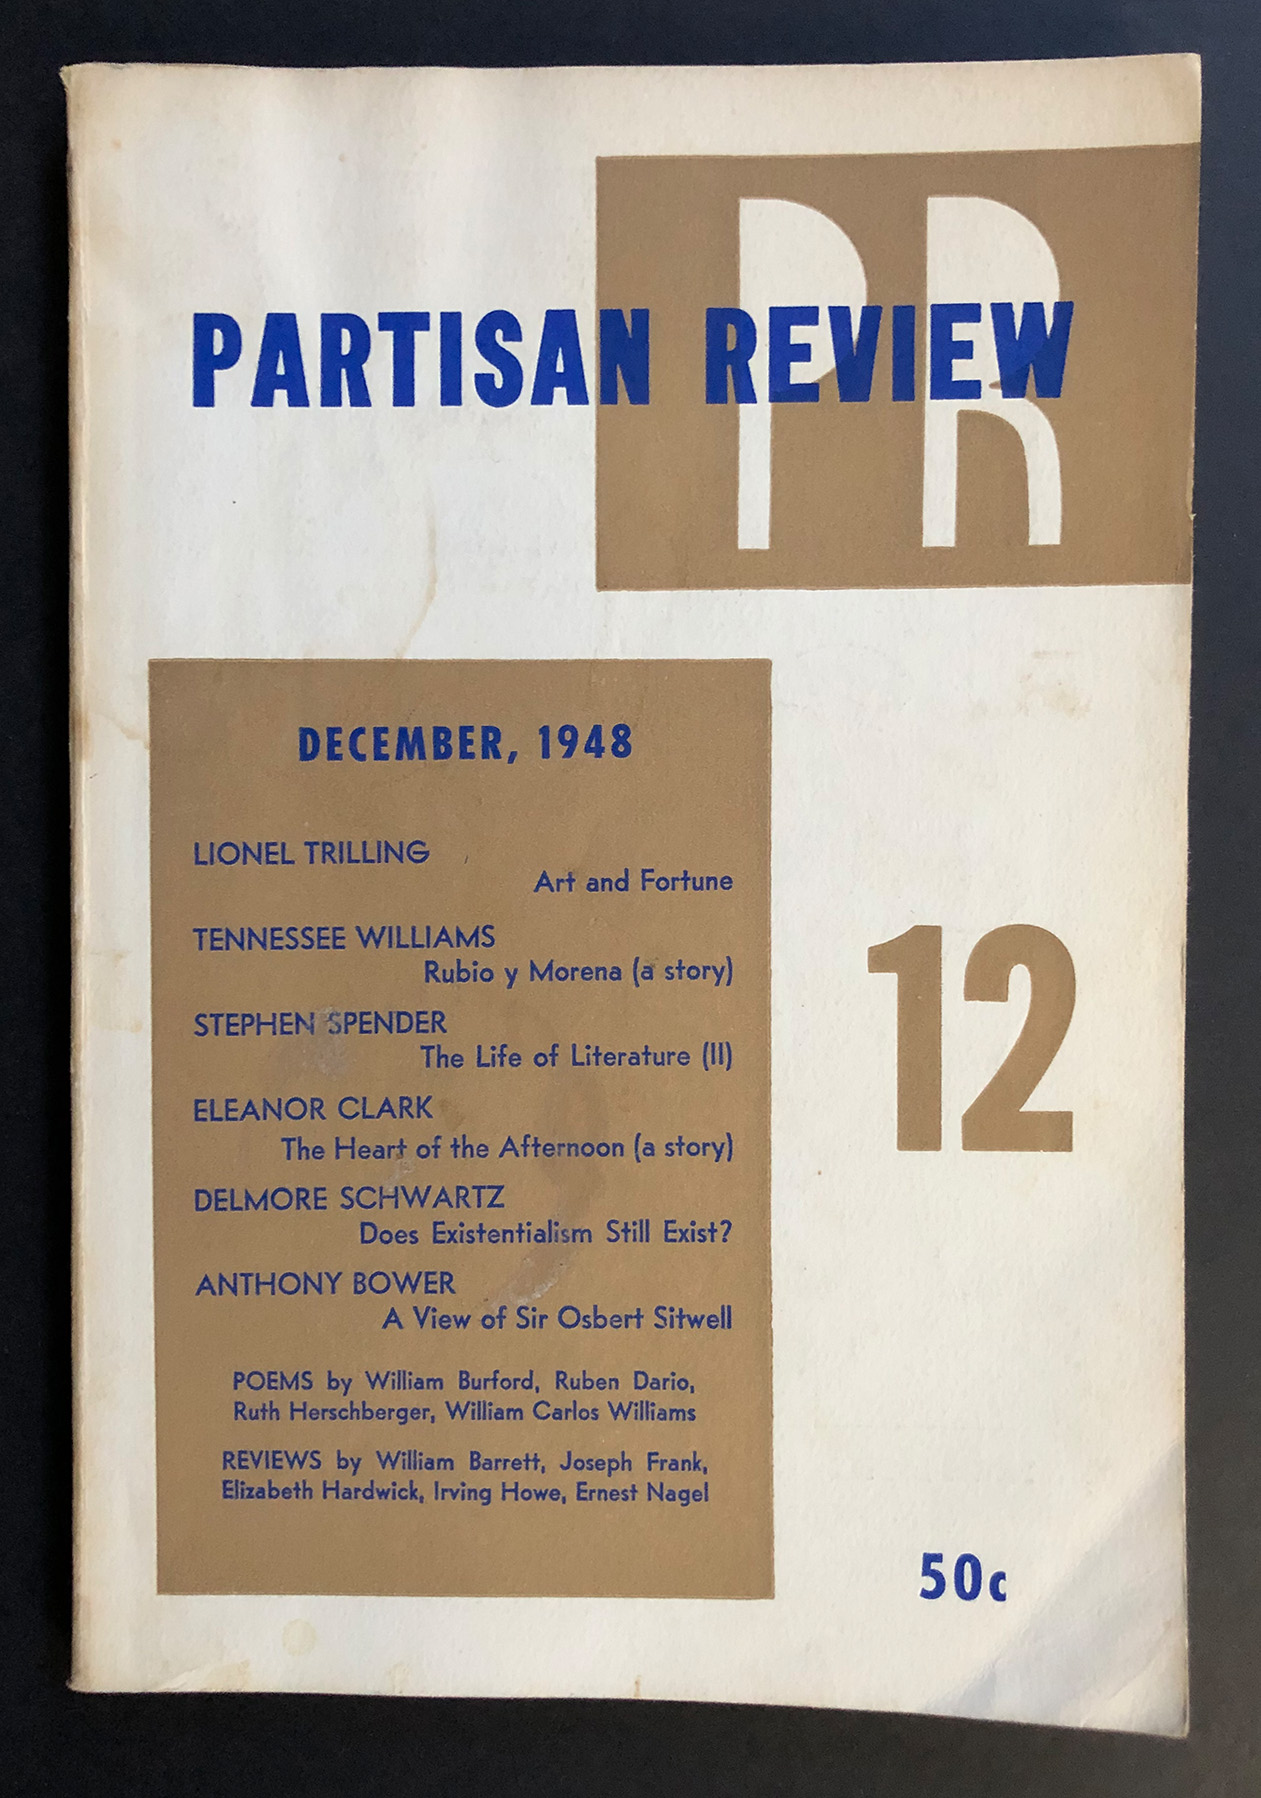 PR
PARTISAN REVIEW
DECEMBER, 1948
LIONEL TRILLING
Art and Fortune
TENNESSEE WILLIAMS
Rubio y Morena (a story)
STEPHEN SPENDER
The Life of Literature (II)
ELEANOR CLARK
The Heart of the Afternoon (a story)
DELMORE SCHWARTZ
Does Existentialism Still Exist?
ANTHONY BOWER
A View of Sir Osbert Sitwell
POEMS by William Burford, Ruben Dario,
Ruth Herschberger, William Carlos Williams
REVIEWS by William Barrett, Joseph Frank,
Elizabeth Hardwick, Irving Howe, Ernest Nagel
12
50c